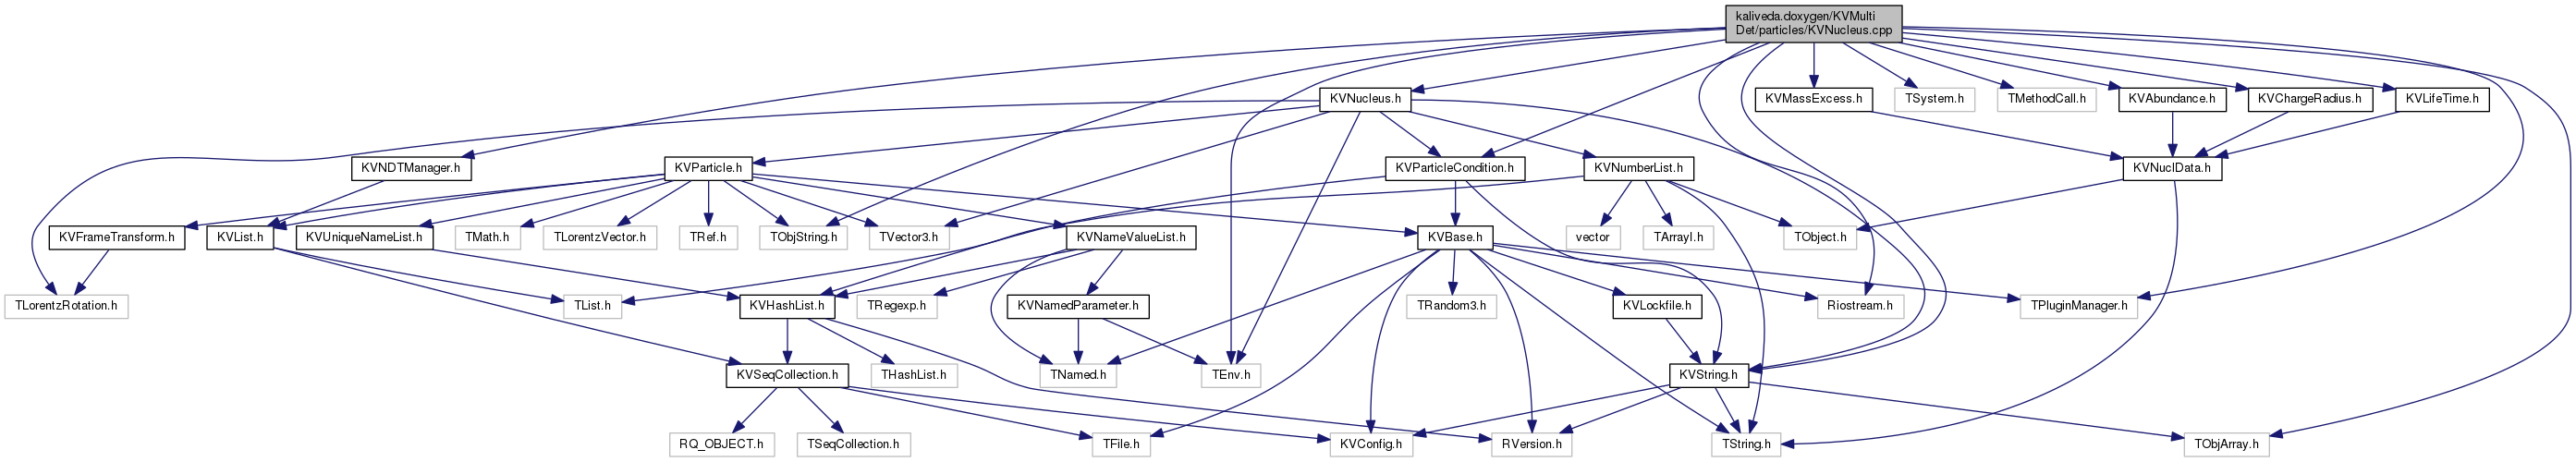 kaliveda.doxygen/KVMulti
Det/particles/KVNucleus.cpp
KVNucleus.h
KVMassExcess.h
TSystem.h
TMethodCall.h
KVAbundance.h
KVChargeRadius.h
KVLifeTime.h
KVNDTManager.h
KVParticle.h
KVParticleCondition.h
KVNumberList.h
KVNuclData.h
KVFrameTransform.h
KVList.h
KVUniqueNameList.h
TMath.h
TLorentzVector.h
TRef.h
TObjString.h
TVector3.h
KVNameValueList.h
KVBase.h
vector
TArrayI.h
TObject.h
TLorentzRotation.h
TList.h
KVHashList.h
TRegexp.h
KVNamedParameter.h
TRandom3.h
KVLockfile.h
Riostream.h
TPluginManager.h
KVSeqCollection.h
THashList.h
TNamed.h
TEnv.h
KVString.h
RQ_OBJECT.h
TSeqCollection.h
TFile.h
KVConfig.h
RVersion.h
TString.h
TObjArray.h